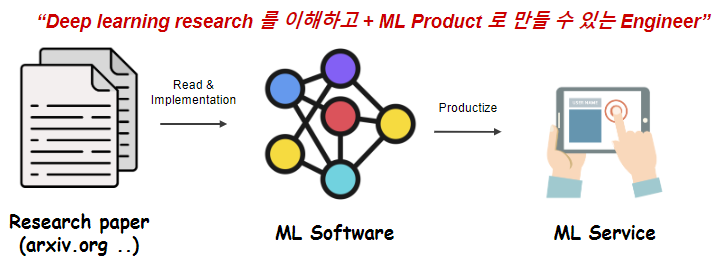 “Deep learning research 를 이해하고 + ML Product 로 만들 수 있는 Engineer”
Read &
Implementation
Productize
Research paper
(arxiv.org ..)
ML Software
ML Service